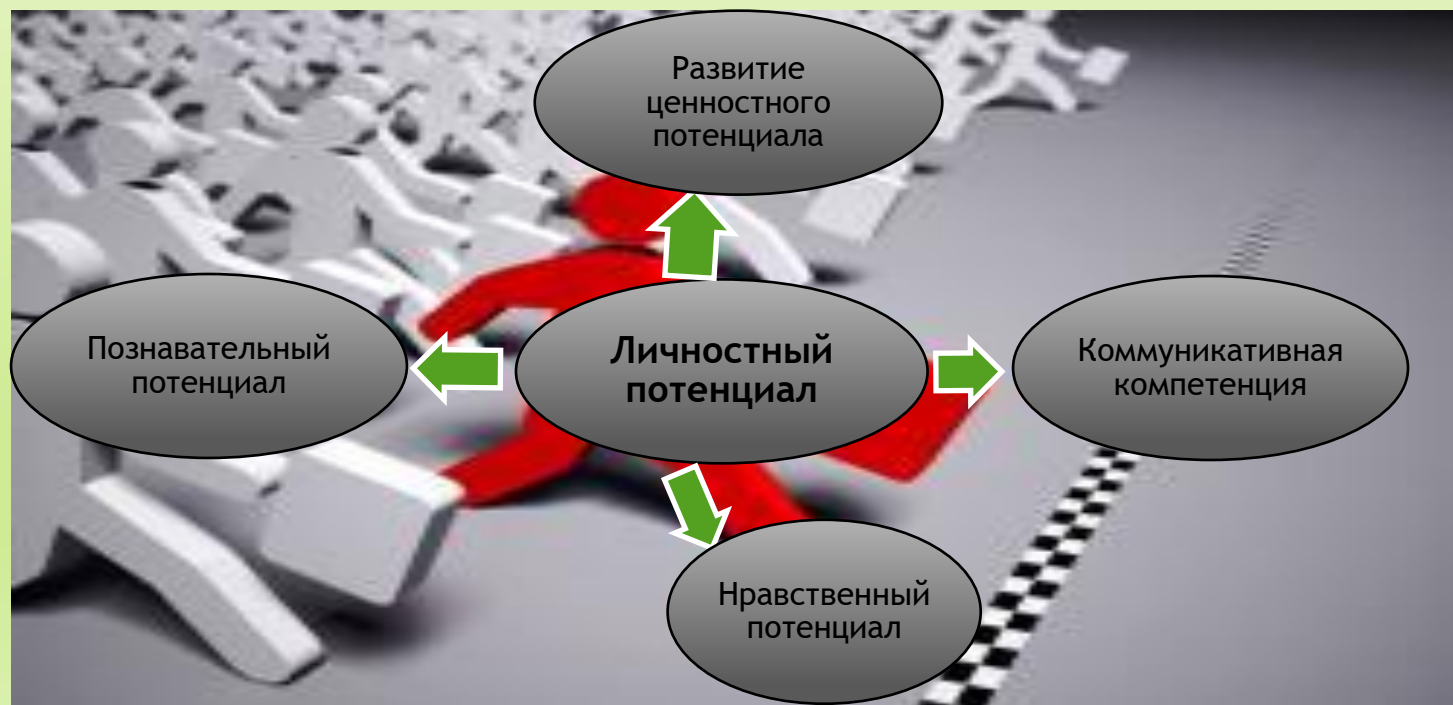 Развитие
ценностного
потенциала
Познавательный
потенциал
Личностный
потенциал
Коммуникативная
компетенция
Нравственный
потенциал